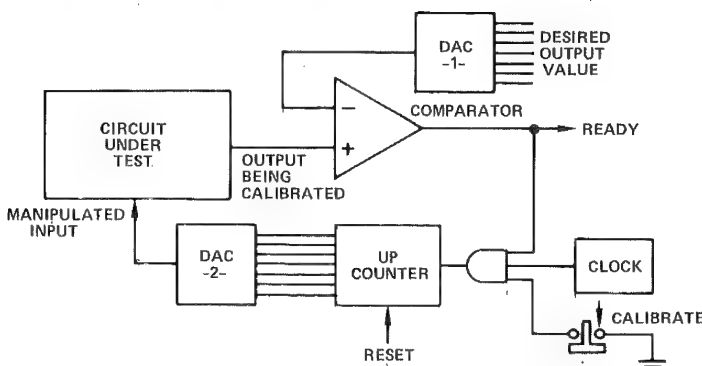 DAC
-1-
DESIRED
OUTPUT
VALUE
COMPARATOR
−
+
READY
CIRCUIT
UNDER
TEST
OUTPUT
BEING
CALIBRATED
MANIPULATED
INPUT
DAC
-2-
UP
COUNTER
CLOCK
CALIBRATE
RESET